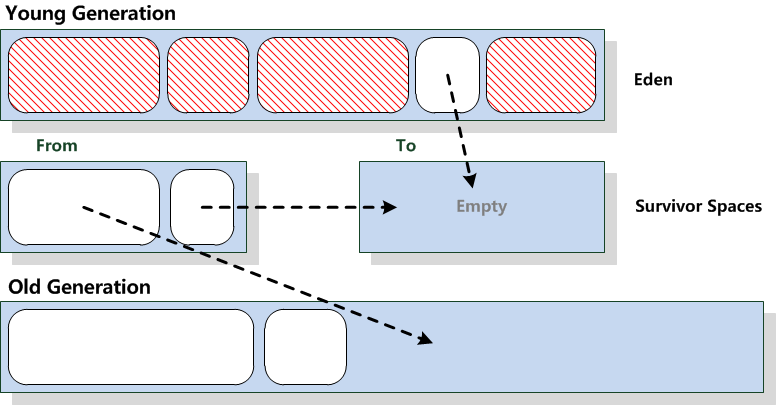 Young Generation
Eden
From
To
Empty
Survivor Spaces
Old Generation